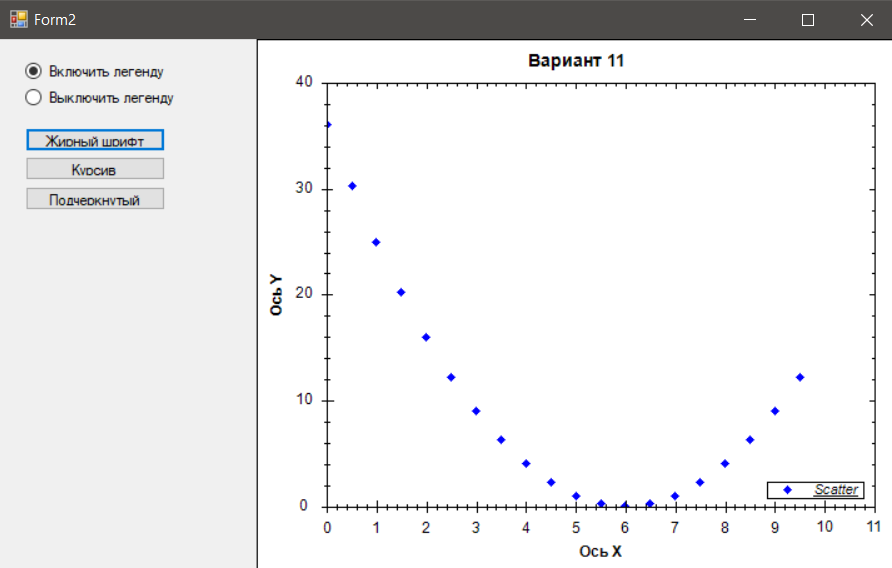 Form2
Включить легенду
Выключить легенду
Жирный шрифт
Курсив
Подчеркнутый
Вариант 11
40
30
20
10
0
Ось Y
0 1 2 3 4 5 6 7 8 9 10 11
Ось X
Scatter